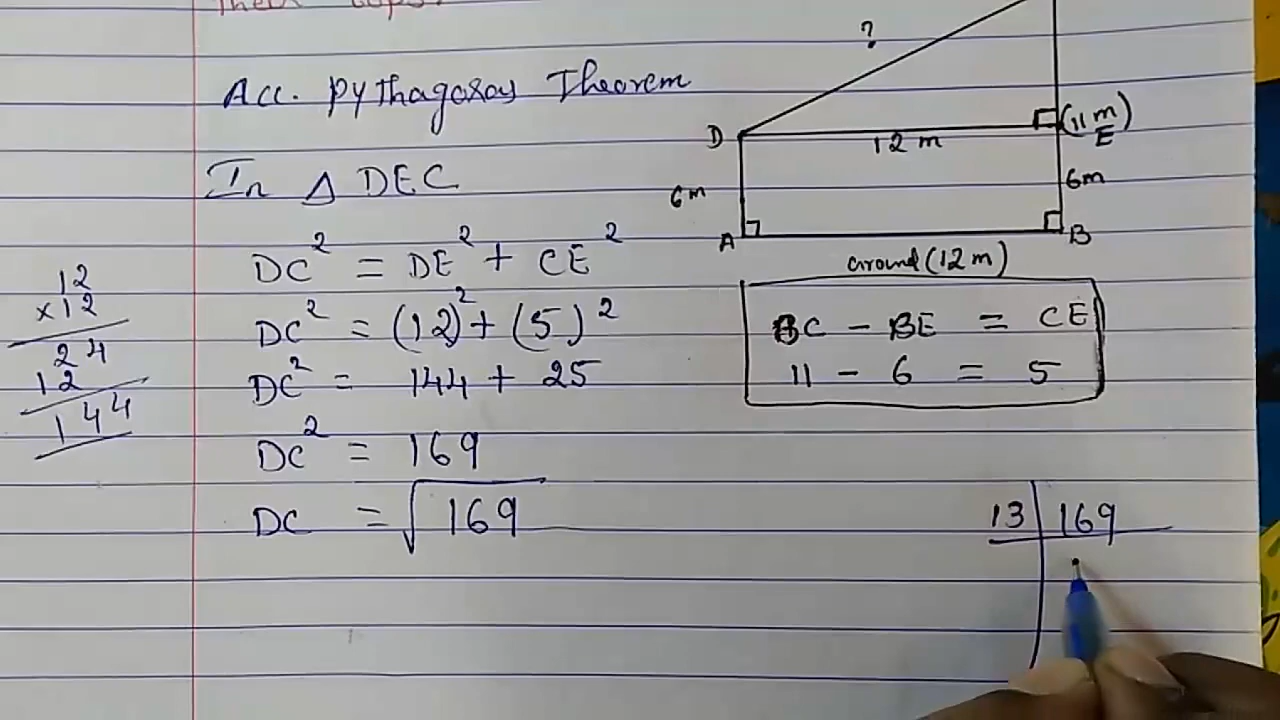 Acc. Pythagoras Theorem
In Δ DEC
DC² = DE² + CE²
DC² = (12)² + (5)²
DC² = 144 + 25
DC² = 169
DC = √169
12
×12
24
12
144
?
D
12 m
(11 m)
E
6m
6m
A
B
around (12 m)
BC - BE = CE
11 - 6 = 5
13 169